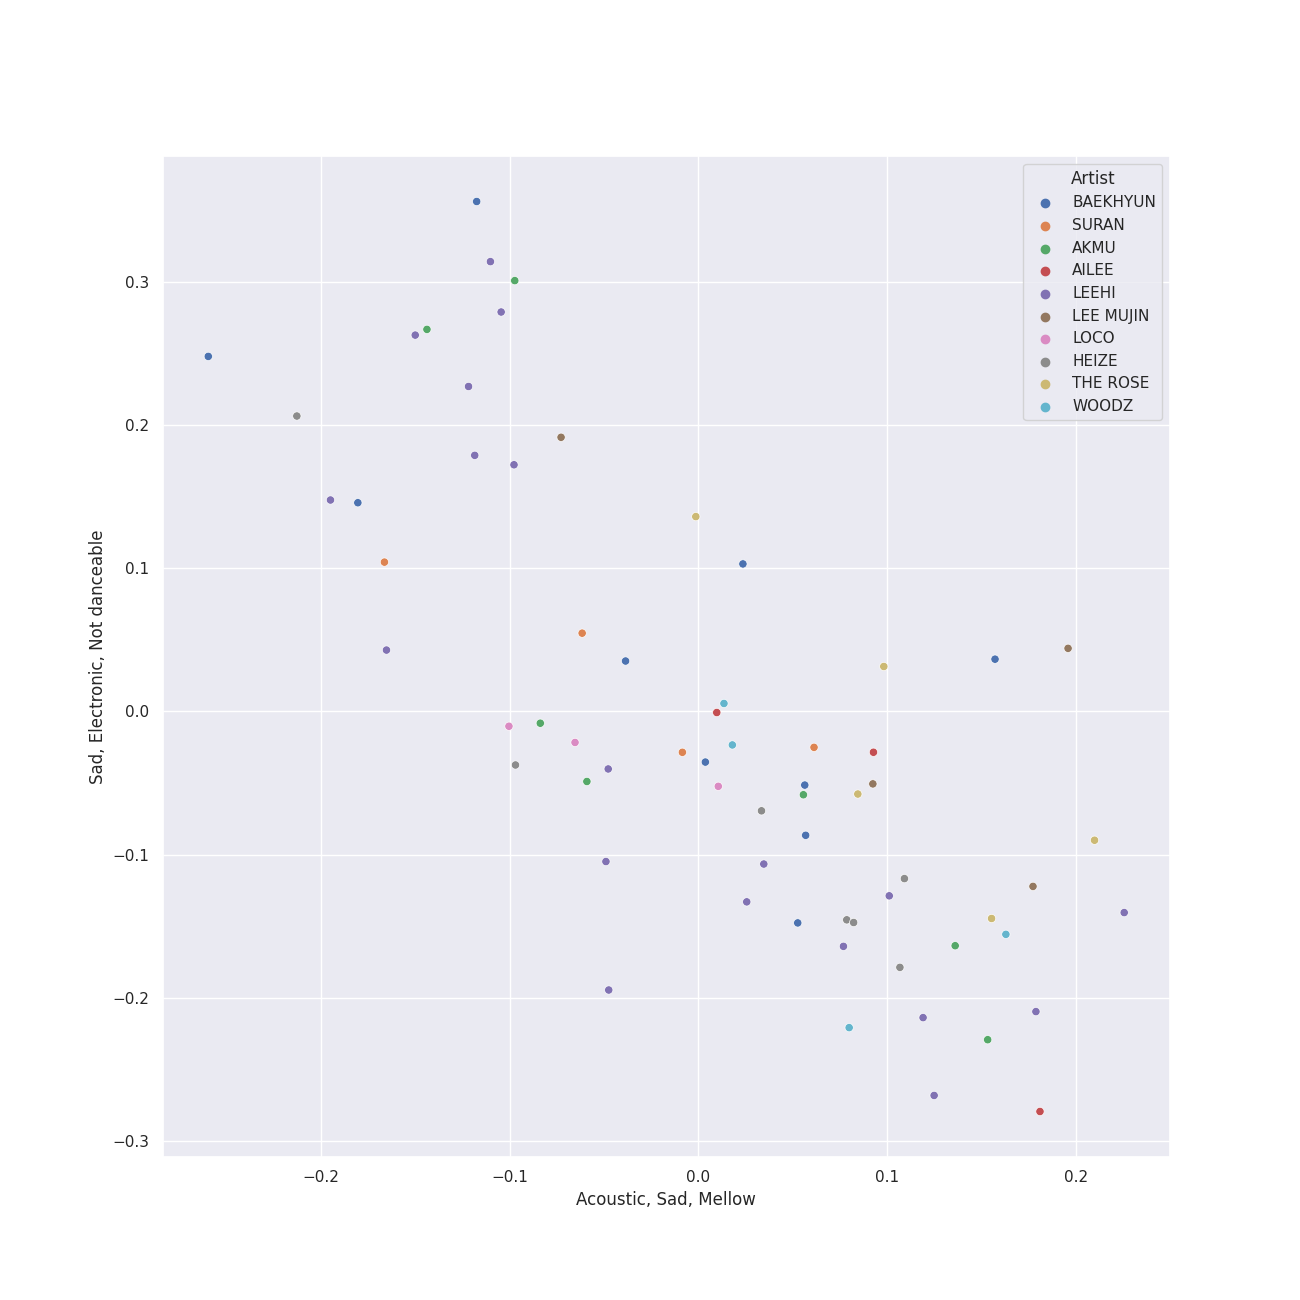 Artist
BAEKHYUN
SURAN
AKMU
AILEE
LEEHI
LEE MUJIN
LOCO
HEIZE
THE ROSE
WOODZ
0.3
0.2
0.1
0.0
−0.1
−0.2
−0.3
Sad, Electronic, Not danceable
−0.2 −0.1 0.0 0.1 0.2
Acoustic, Sad, Mellow